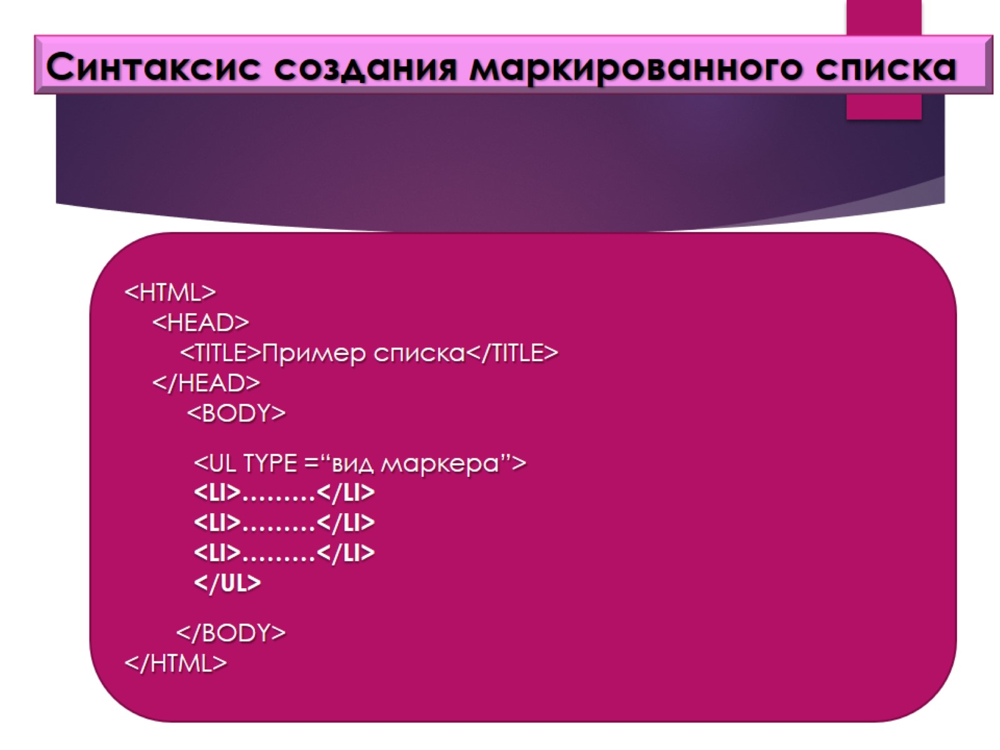 Синтаксис создания маркированного списка
<HTML>
<HEAD>
<TITLE>Пример списка</TITLE>
</HEAD>
<BODY>
<UL TYPE =“вид маркера”>
<LI>.........</LI>
<LI>.........</LI>
<LI>.........</LI>
</UL>
</BODY>
</HTML>